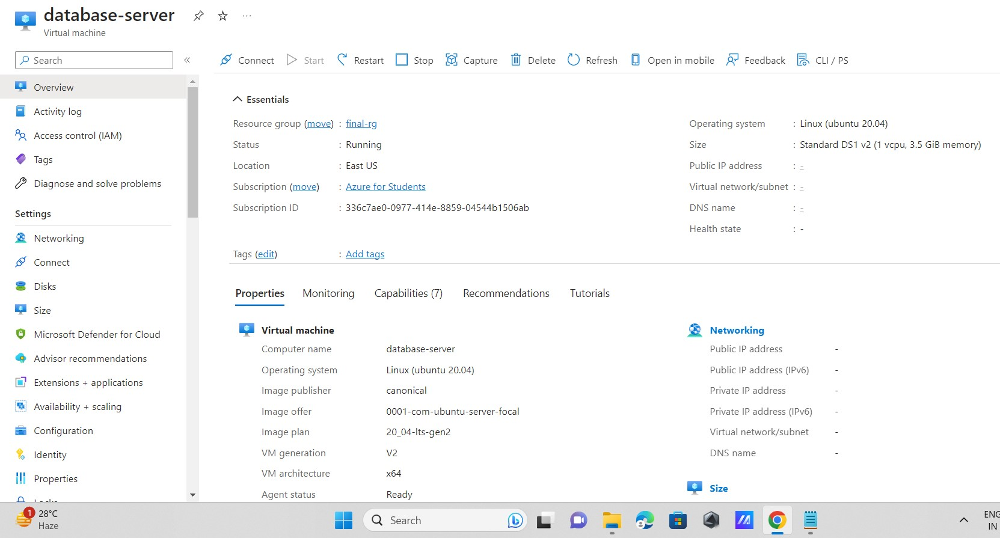 database-server
Virtual machine
Search
«
Connect Start Restart Stop Capture Delete Refresh Open in mobile Feedback CLI / PS
Overview
Activity log
Access control (IAM)
Tags
Diagnose and solve problems
Settings
Networking
Connect
Disks
Size
Microsoft Defender for Cloud
Advisor recommendations
Extensions + applications
Availability + scaling
Configuration
Identity
Properties
Locks
Essentials
Resource group (move) : final-rg
Status : Running
Location : East US
Subscription (move) : Azure for Students
Subscription ID : 336c7ae0-0977-414e-8859-04544b1506ab
Tags (edit) : Add tags
Operating system : Linux (ubuntu 20.04)
Size : Standard DS1 v2 (1 vcpu, 3.5 GiB memory)
Public IP address : -
Virtual network/subnet : -
DNS name : -
Health state : -
Properties Monitoring Capabilities (7) Recommendations Tutorials
Virtual machine
Computer name database-server
Operating system Linux (ubuntu 20.04)
Image publisher canonical
Image offer 0001-com-ubuntu-server-focal
Image plan 20_04-lts-gen2
VM generation V2
VM architecture x64
Agent status Ready
Networking
Public IP address -
Public IP address (IPv6) -
Private IP address -
Private IP address (IPv6) -
Virtual network/subnet -
DNS name -
Size
1
28°C
Haze
Search
ENG
IN